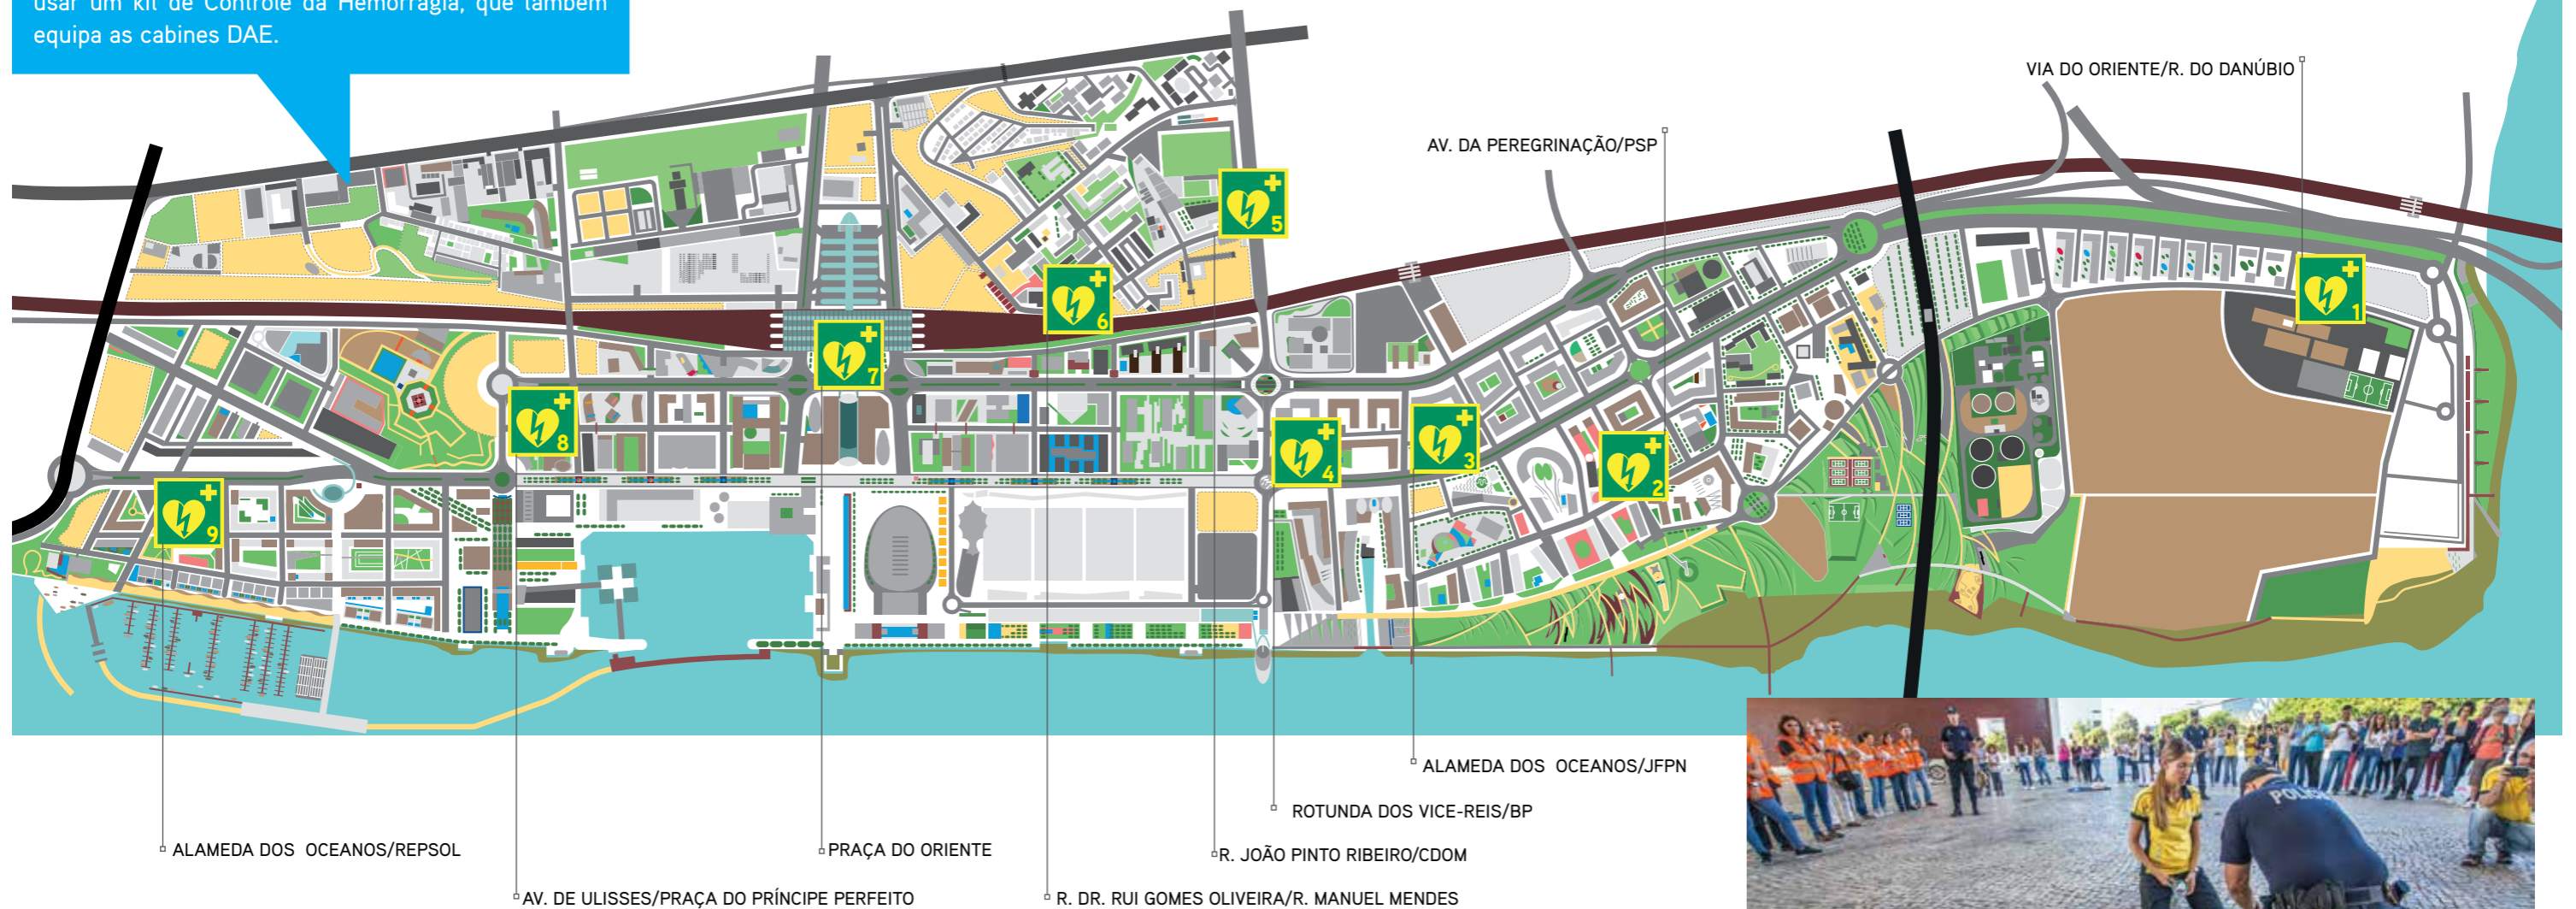 usar um kit de Controle da Hemorragia, que também
equipa as cabines DAE.
VIA DO ORIENTE/R. DO DANÚBIO
AV. DA PEREGRINAÇÃO/PSP
5
6
1
7
8
4
3
2
9
ALAMEDA DOS OCEANOS/JFPN
ROTUNDA DOS VICE-REIS/BP
ALAMEDA DOS OCEANOS/REPSOL
PRAÇA DO ORIENTE
R. JOÃO PINTO RIBEIRO/CDOM
AV. DE ULISSES/PRAÇA DO PRÍNCIPE PERFEITO
R. DR. RUI GOMES OLIVEIRA/R. MANUEL MENDES
POLICE